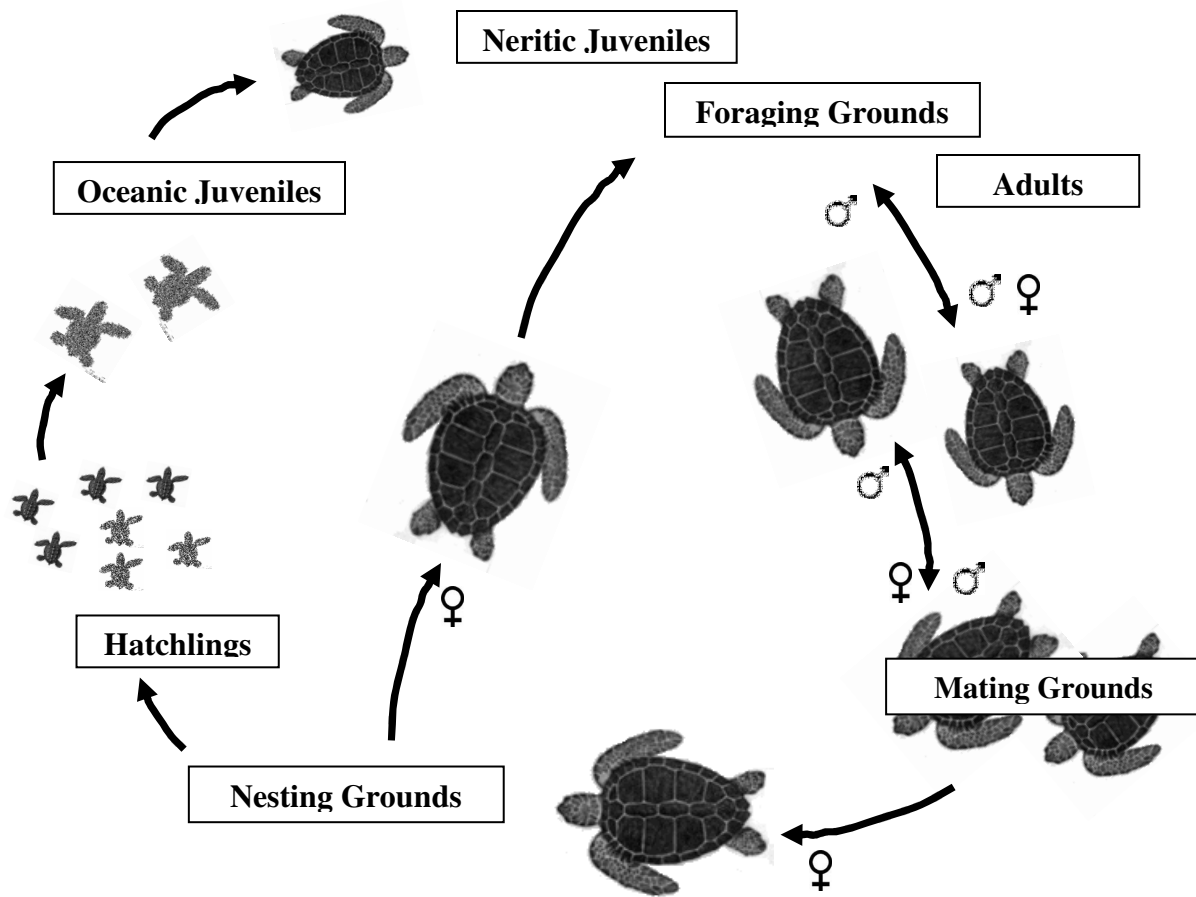 Neritic Juveniles
Foraging Grounds
Oceanic Juveniles
Adults
♂
♂ ♀
♂
♀ ♂
♀
Hatchlings
Mating Grounds
Nesting Grounds
♀